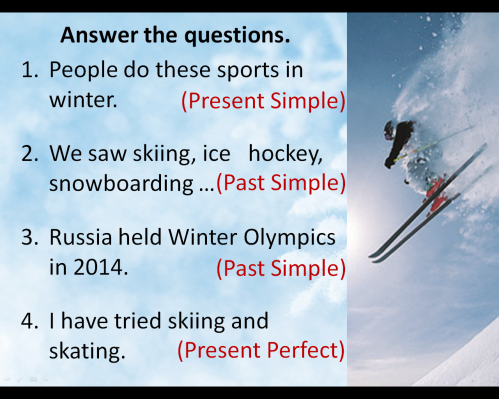 Answer the questions.
1. People do these sports in
winter. (Present Simple)
2. We saw skiing, ice hockey,
snowboarding ...(Past Simple)
3. Russia held Winter Olympics
in 2014. (Past Simple)
4. I have tried skiing and
skating. (Present Perfect)